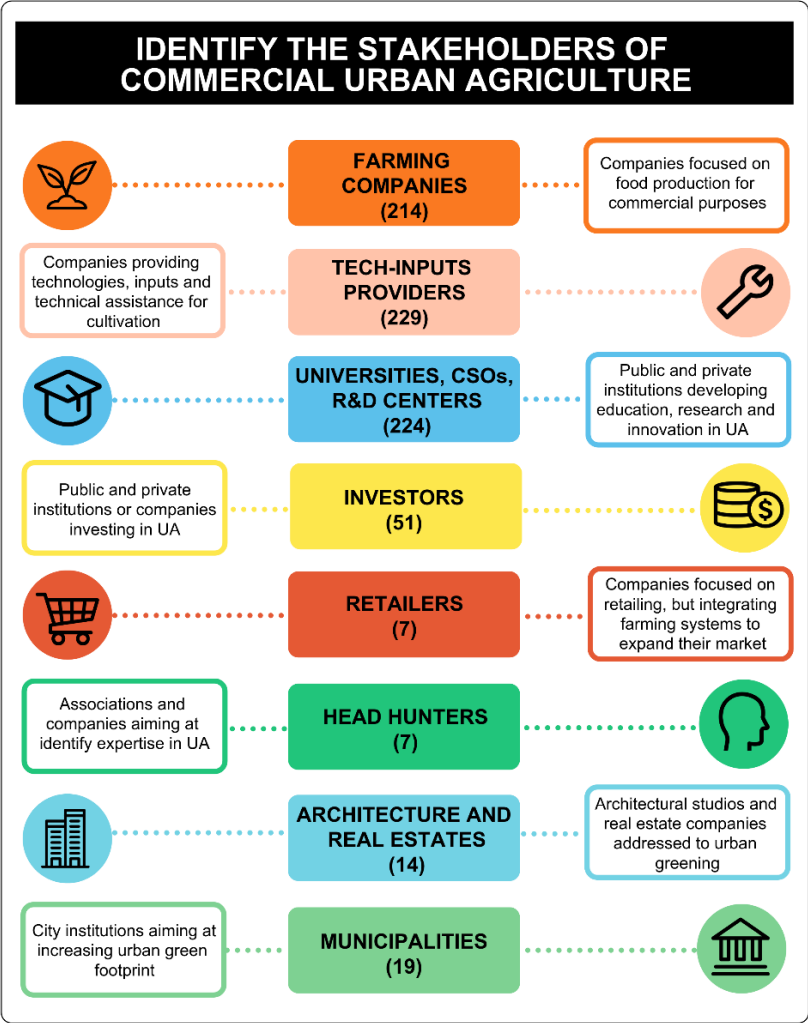 IDENTIFY THE STAKEHOLDERS OF
COMMERCIAL URBAN AGRICULTURE
FARMING
COMPANIES
(214)
Companies focused on
food production for
commercial purposes
Companies providing
technologies, inputs and
technical assistance for
cultivation
TECH-INPUTS
PROVIDERS
(229)
UNIVERSITIES, CSOs,
R&D CENTERS
(224)
Public and private
institutions developing
education, research and
innovation in UA
Public and private
institutions or companies
investing in UA
INVESTORS
(51)
$
RETAILERS
(7)
Companies focused on
retailing, but integrating
farming systems to
expand their market
Associations and
companies aiming at
identify expertise in UA
HEAD HUNTERS
(7)
ARCHITECTURE AND
REAL ESTATES
(14)
Architectural studios and
real estate companies
addressed to urban
greening
City institutions aiming at
increasing urban green
footprint
MUNICIPALITIES
(19)